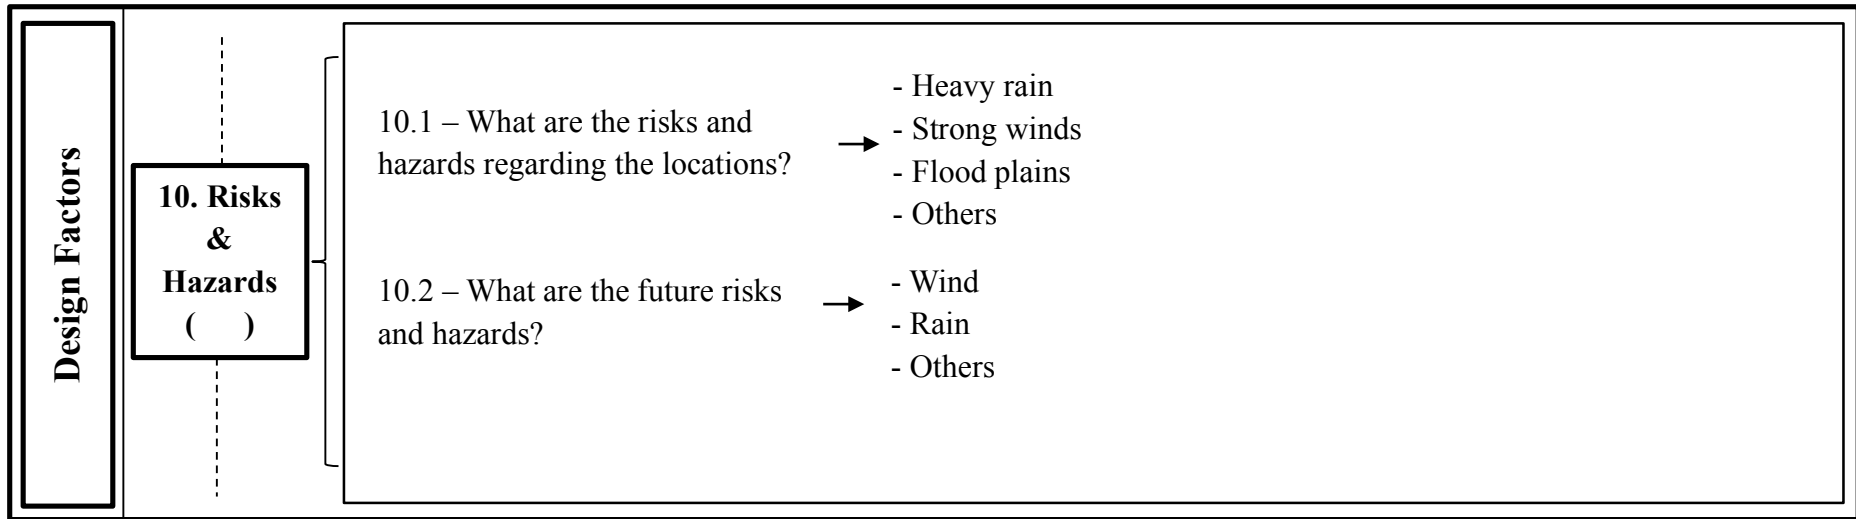 Design Factors
10. Risks
&
Hazards
( )
10.1 – What are the risks and
hazards regarding the locations?
- Heavy rain
- Strong winds
- Flood plains
- Others
10.2 – What are the future risks
and hazards?
- Wind
- Rain
- Others